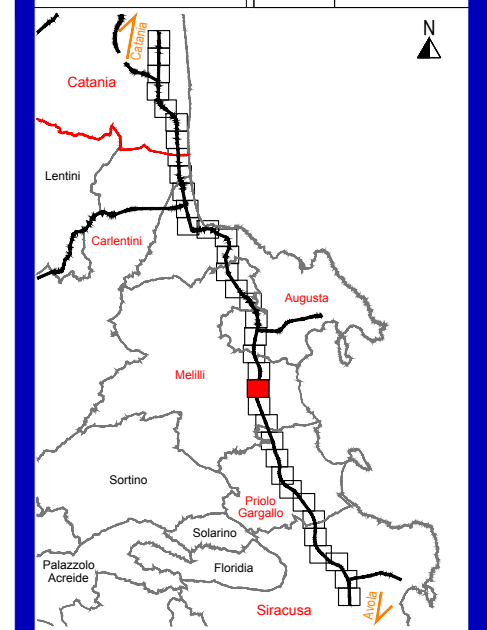 N
Catania
Catania
Lentini
Carlentini
Augusta
Melilli
Sortino
Priolo
Gargallo
Solarino
Palazzolo
Acreide
Floridia
Siracusa
Avola